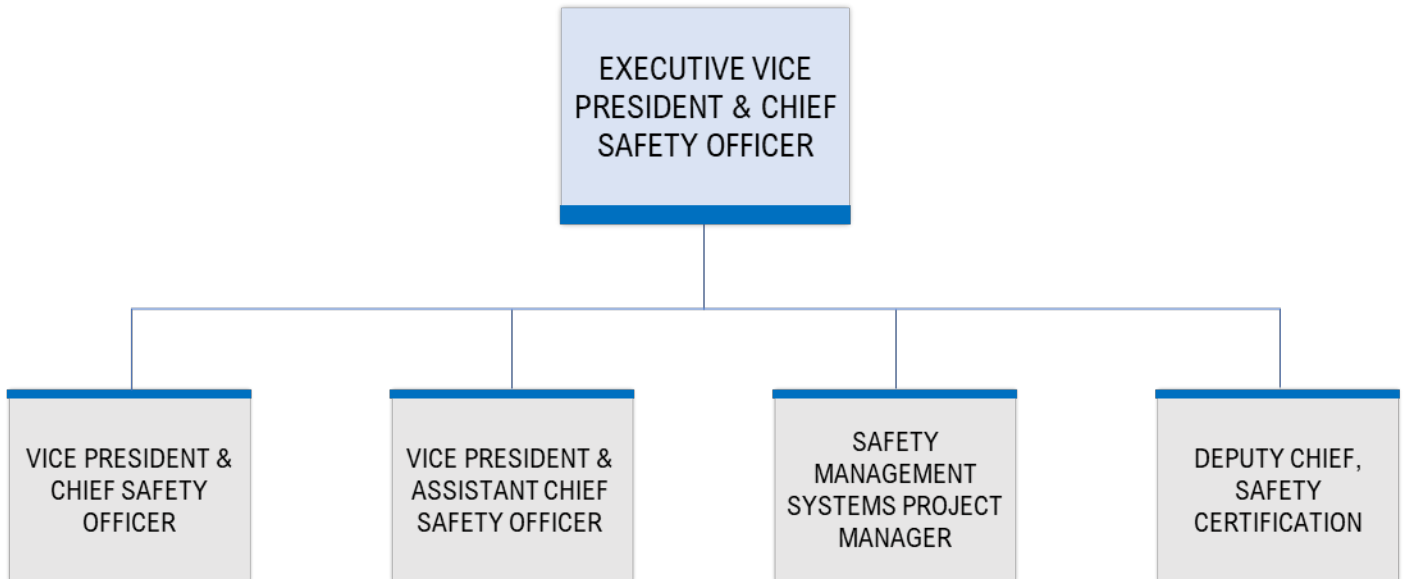 EXECUTIVE VICE
PRESIDENT & CHIEF
SAFETY OFFICER
VICE PRESIDENT &
CHIEF SAFETY
OFFICER
VICE PRESIDENT &
ASSISTANT CHIEF
SAFETY OFFICER
SAFETY
MANAGEMENT
SYSTEMS PROJECT
MANAGER
DEPUTY CHIEF,
SAFETY
CERTIFICATION